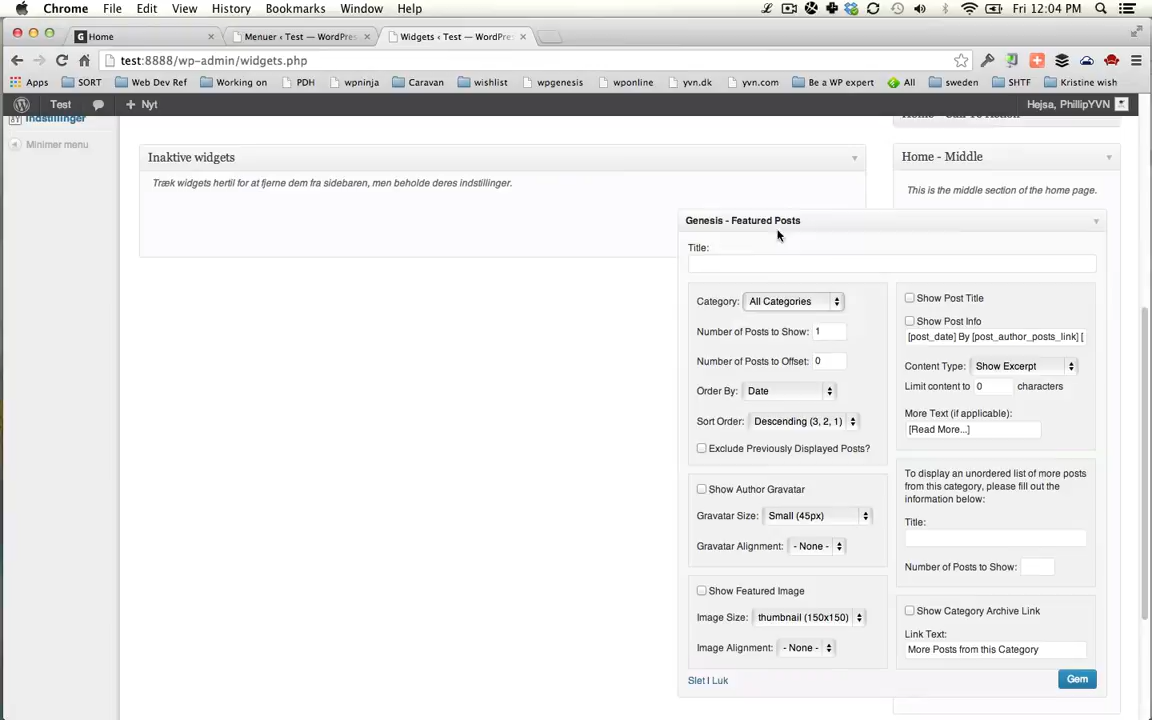 Chrome File Edit View History Bookmarks Window Help Fri 12:04 PM
Home Menuer ‹ Test — WordPre Widgets ‹ Test — WordPre
test:8888/wp-admin/widgets.php
Apps SORT Web Dev Ref Working on PDH wpninja Caravan wishlist wpgenesis wponline yvn.dk yvn.com Be a WP expert All sweden SHTF Kristine wish
Test Nyt Hejsa, PhillipYVN
Indstillinger
Minimer menu
Inaktive widgets
Træk widgets hertil for at fjerne dem fra sidebaren, men beholde deres indstillinger.
Home - Call To Action
Home - Middle
This is the middle section of the home page.
Genesis - Featured Posts
Title:
Category: All Categories
Number of Posts to Show: 1
Number of Posts to Offset: 0
Order By: Date
Sort Order: Descending (3, 2, 1)
Exclude Previously Displayed Posts?
Show Author Gravatar
Gravatar Size: Small (45px)
Gravatar Alignment: - None -
Show Featured Image
Image Size: thumbnail (150x150)
Image Alignment: - None -
Show Post Title
Show Post Info
[post_date] By [post_author_posts_link] [
Content Type: Show Excerpt
Limit content to 0 characters
More Text (if applicable):
[Read More...]
To display an unordered list of more posts
from this category, please fill out the
information below:
Title:
Number of Posts to Show:
Show Category Archive Link
Link Text:
More Posts from this Category
Slet | Luk
Gem